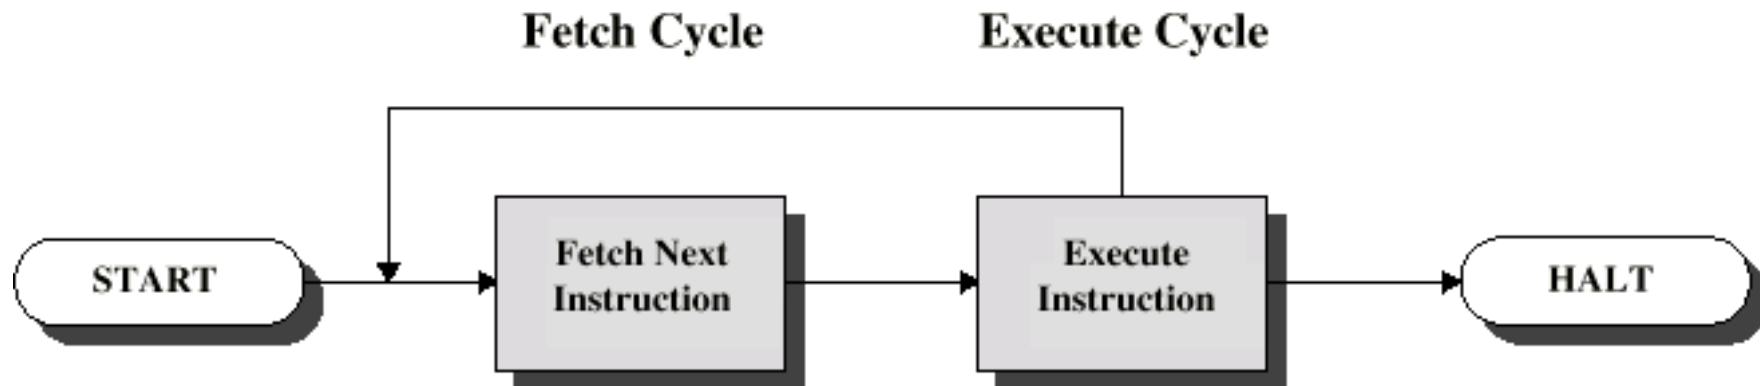 Fetch Cycle
Execute Cycle
START
Fetch Next
Instruction
Execute
Instruction
HALT